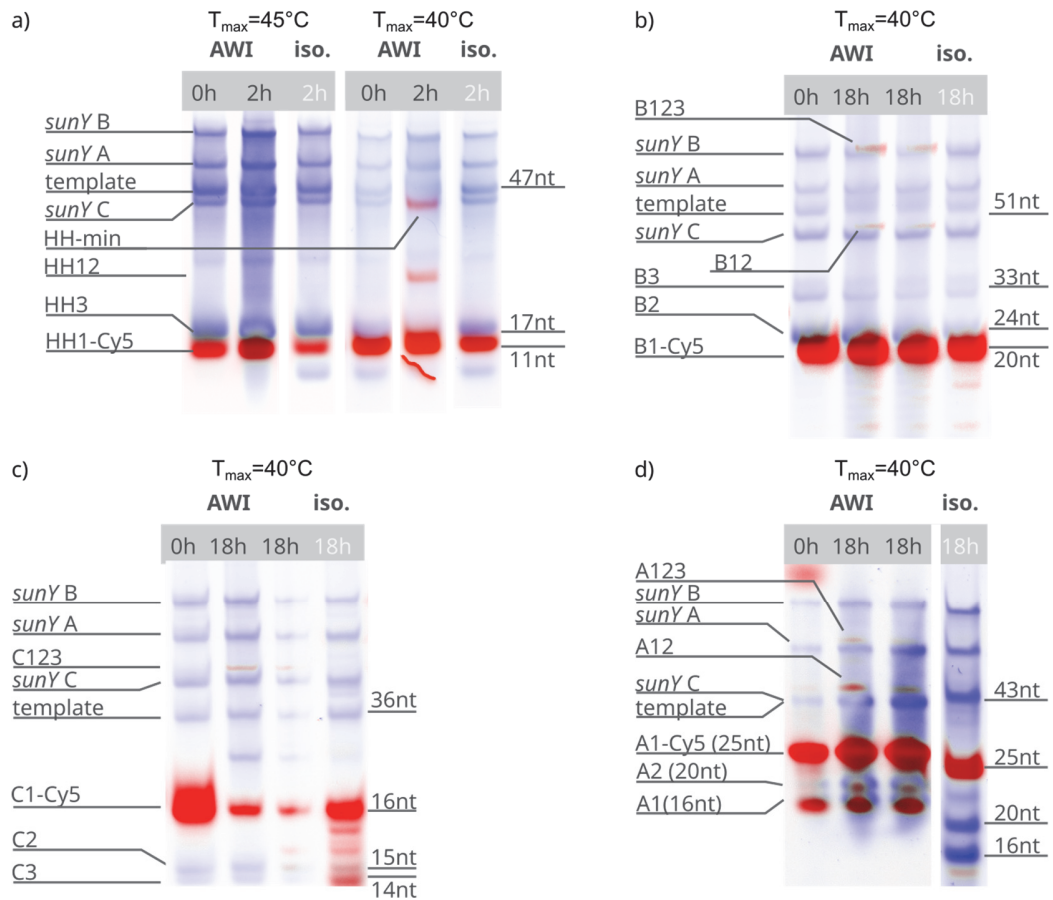 a)
Tmax=45°C
Tmax=40°C
AWI
iso.
AWI
iso.
0h
2h
2h
0h
2h
2h
sunY B
sunY A
template
sunY C
HH-min
HH12
HH3
HH1-Cy5
47nt
17nt
11nt
b)
Tmax=40°C
AWI
iso.
0h
18h
18h
18h
B123
sunY B
sunY A
template
sunY C
B12
B3
B2
B1-Cy5
51nt
33nt
24nt
20nt
c)
Tmax=40°C
AWI
iso.
0h
18h
18h
18h
sunY B
sunY A
C123
sunY C
template
C1-Cy5
C2
C3
36nt
16nt
15nt
14nt
d)
Tmax=40°C
AWI
iso.
0h
18h
18h
18h
A123
sunY B
sunY A
A12
sunY C
template
A1-Cy5 (25nt)
A2 (20nt)
A1(16nt)
43nt
25nt
20nt
16nt